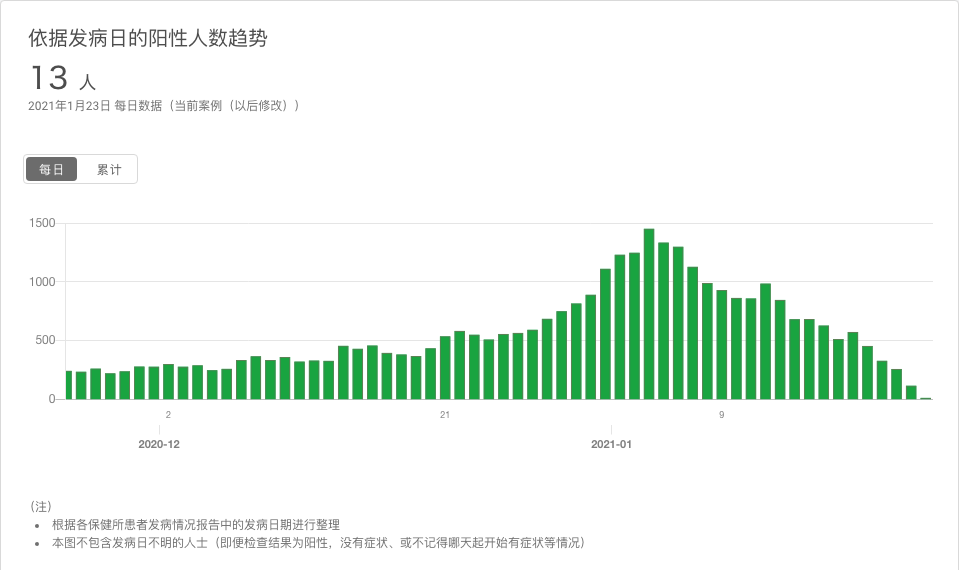 依据发病日的阳性人数趋势
13 人
2021年1月23日 每日数据（当前案例（以后修改））
每日 累计
1500
1000
500
0
2 21 9
2020-12 2021-01
(注)
• 根据各保健所患者发病情况报告中的发病日期进行整理
• 本图不包含发病日不明的人士（即便检查结果为阳性，没有症状、或不记得哪天起开始有症状等情况）